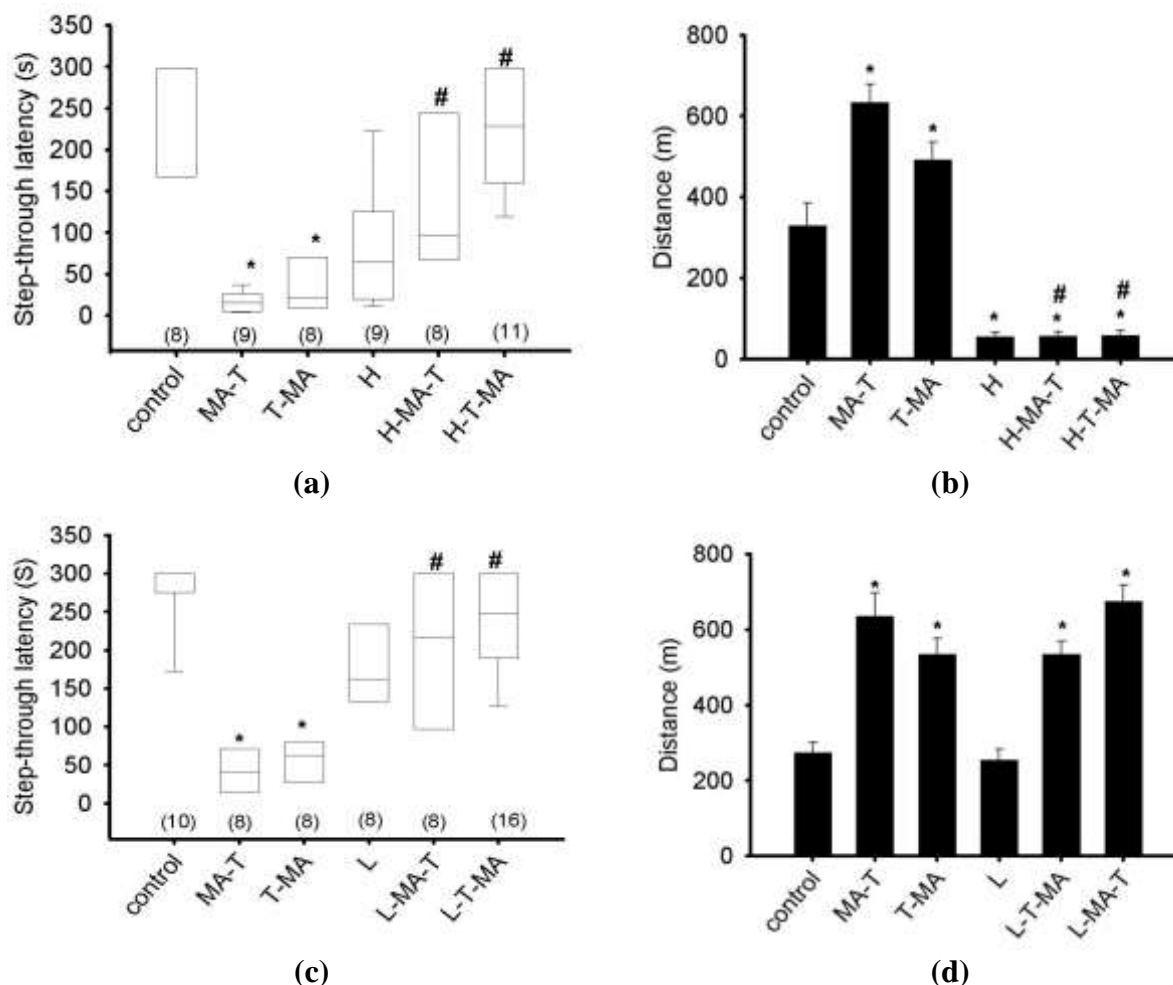 Step-through latency (s)
350
300
250
200
150
100
50
0
#
#
*
*
(8) (9) (8) (9) (8) (11)
control MA-T T-MA H H-MA-T H-T-MA
(a)
Distance (m)
800
600
400
200
0
*
*
# #
* * *
control MA-T T-MA H H-MA-T H-T-MA
(b)
Step-through latency (S)
350
300
250
200
150
100
50
0
# #
* *
(10) (8) (8) (8) (8) (16)
control MA-T T-MA L L-MA-T L-T-MA
(c)
Distance (m)
800
600
400
200
0
* * * *
control MA-T T-MA L L-T-MA L-MA-T
(d)